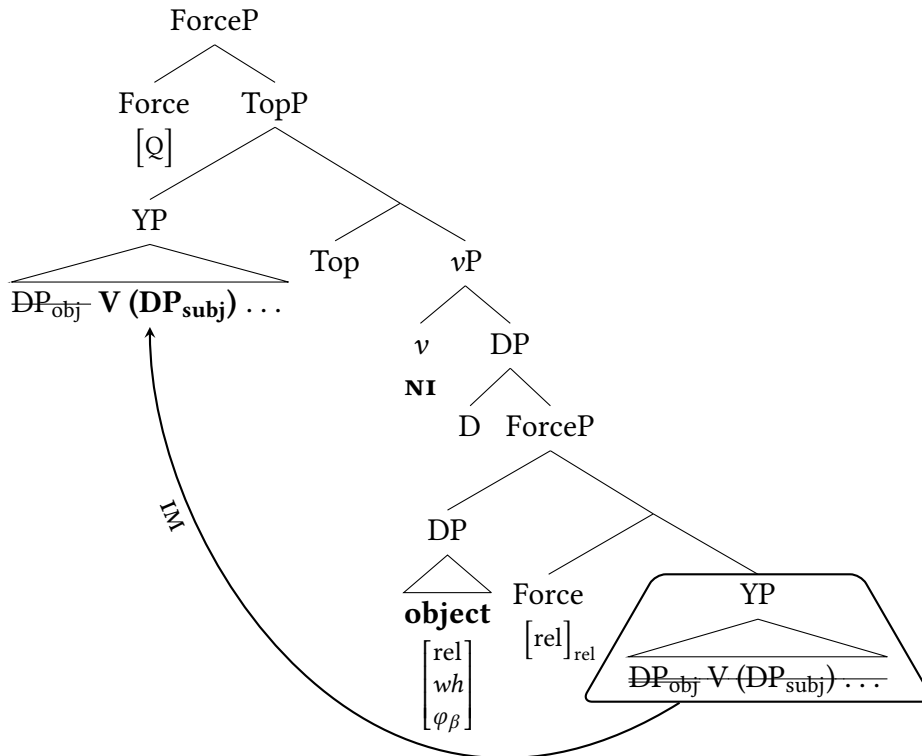 ForceP
Force TopP
[Q]
YP
Top vP
DPobj V (DPsubj) ...
v DP
NI
D ForceP
IM
DP
Force YP
object
[rel]rel
rel
DPobj V (DPsubj) ...
wh
φβ